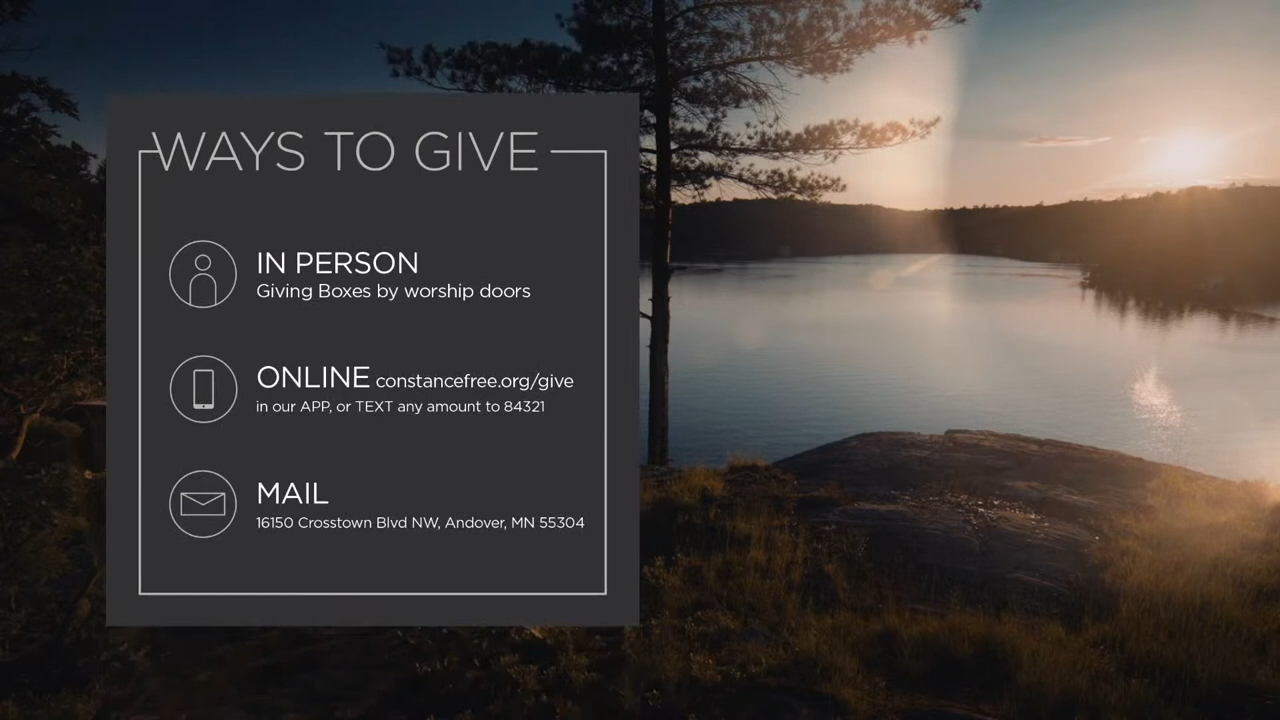 WAYS TO GIVE
IN PERSON
Giving Boxes by worship doors
ONLINE constancefree.org/give
in our APP, or TEXT any amount to 84321
MAIL
16150 Crosstown Blvd NW, Andover, MN 55304